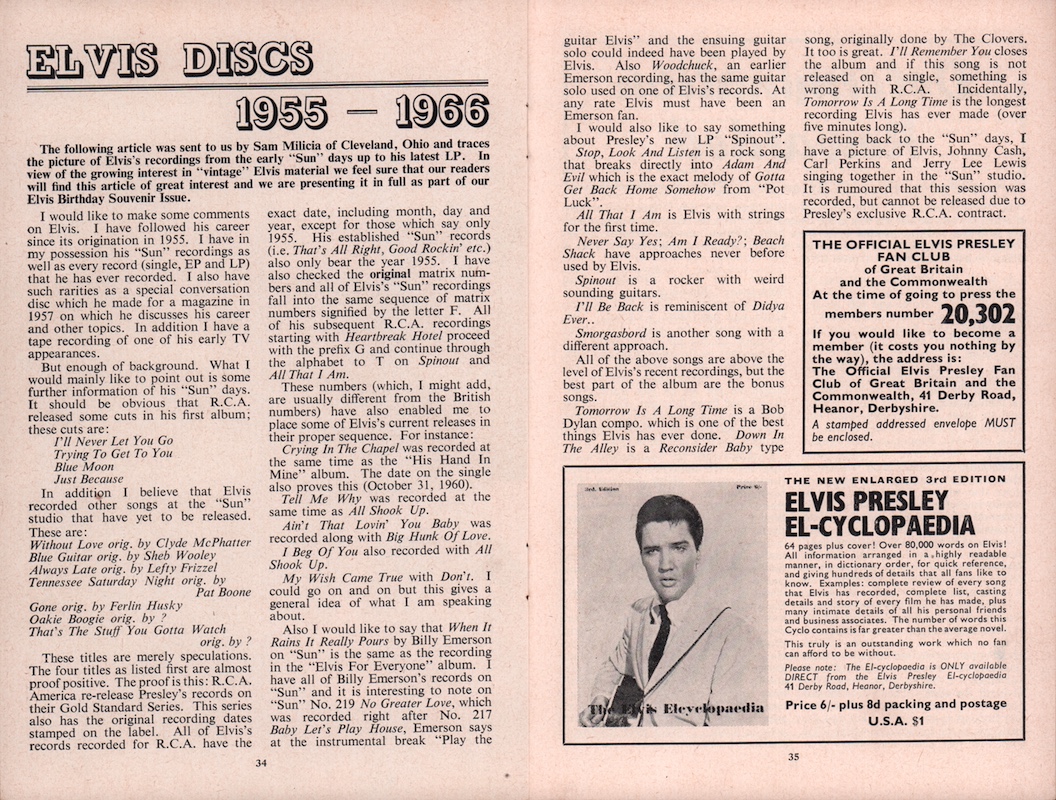 ELVIS DISCS
1955 — 1966
The following article was sent to us by Sam Milicia of Cleveland, Ohio and traces
the picture of Elvis's recordings from the early "Sun" days up to his latest LP. In
view of the growing interest in "vintage" Elvis material we feel sure that our readers
will find this article of great interest and we are presenting it in full as part of our
Elvis Birthday Souvenir Issue.
I would like to make some comments
on Elvis. I have followed his career
since its origination in 1955. I have in
my possession his "Sun" recordings as
well as every record (single, EP and LP)
that he has ever recorded. I also have
such rarities as a special conversation
disc which he made for a magazine in
1957 on which he discusses his career
and other topics. In addition I have a
tape recording of one of his early TV
appearances.
But enough of background. What I
would mainly like to point out is some
further information of his "Sun" days.
It should be obvious that R.C.A.
released some cuts in his first album;
these cuts are:
I'll Never Let You Go
Trying To Get To You
Blue Moon
Just Because
In addition I believe that Elvis
recorded other songs at the "Sun"
studio that have yet to be released.
These are:
Without Love orig. by Clyde McPhatter
Blue Guitar orig. by Sheb Wooley
Always Late orig. by Lefty Frizzel
Tennessee Saturday Night orig. by
Pat Boone
Gone orig. by Ferlin Husky
Oakie Boogie orig. by ?
That's The Stuff You Gotta Watch
orig. by ?
These titles are merely speculations.
The four titles as listed first are almost
proof positive. The proof is this: R.C.A.
America re-release Presley's records on
their Gold Standard Series. This series
also has the original recording dates
stamped on the label. All of Elvis's
records recorded for R.C.A. have the
exact date, including month, day and
year, except for those which say only
1955. His established "Sun" records
(i.e. That's All Right, Good Rockin' etc.)
also only bear the year 1955. I have
also checked the original matrix num-
bers and all of Elvis's "Sun" recordings
fall into the same sequence of matrix
numbers signified by the letter F. All
of his subsequent R.C.A. recordings
starting with Heartbreak Hotel proceed
with the prefix G and continue through
the alphabet to T on Spinout and
All That I Am.
These numbers (which, I might add,
are usually different from the British
numbers) have also enabled me to
place some of Elvis's current releases in
their proper sequence. For instance:
Crying In The Chapel was recorded at
the same time as the "His Hand In
Mine" album. The date on the single
also proves this (October 31, 1960).
Tell Me Why was recorded at the
same time as All Shook Up.
Ain't That Lovin' You Baby was
recorded along with Big Hunk Of Love.
I Beg Of You also recorded with All
Shook Up.
My Wish Came True with Don't. I
could go on and on but this gives a
general idea of what I am speaking
about.
Also I would like to say that When It
Rains It Really Pours by Billy Emerson
on "Sun" is the same as the recording
in the "Elvis For Everyone" album. I
have all of Billy Emerson's records on
"Sun" and it is interesting to note on
"Sun" No. 219 No Greater Love, which
was recorded right after No. 217
Baby Let's Play House, Emerson says
at the instrumental break "Play the
34
guitar Elvis" and the ensuing guitar
solo could indeed have been played by
Elvis. Also Woodchuck, an earlier
Emerson recording, has the same guitar
solo used on one of Elvis's records. At
any rate Elvis must have been an
Emerson fan.
I would also like to say something
about Presley's new LP "Spinout".
Stop, Look And Listen is a rock song
that breaks directly into Adam And
Evil which is the exact melody of Gotta
Get Back Home Somehow from "Pot
Luck".
All That I Am is Elvis with strings
for the first time.
Never Say Yes; Am I Ready?; Beach
Shack have approaches never before
used by Elvis.
Spinout is a rocker with weird
sounding guitars.
I'll Be Back is reminiscent of Didya
Ever..
Smorgasbord is another song with a
different approach.
All of the above songs are above the
level of Elvis's recent recordings, but the
best part of the album are the bonus
songs.
Tomorrow Is A Long Time is a Bob
Dylan compo. which is one of the best
things Elvis has ever done. Down In
The Alley is a Reconsider Baby type
song, originally done by The Clovers.
It too is great. I'll Remember You closes
the album and if this song is not
released on a single, something is
wrong with R.C.A. Incidentally,
Tomorrow Is A Long Time is the longest
recording Elvis has ever made (over
five minutes long).
Getting back to the "Sun" days, I
have a picture of Elvis, Johnny Cash,
Carl Perkins and Jerry Lee Lewis
singing together in the "Sun" studio.
It is rumoured that this session was
recorded, but cannot be released due to
Presley's exclusive R.C.A. contract.
THE OFFICIAL ELVIS PRESLEY
FAN CLUB
of Great Britain
and the Commonwealth
At the time of going to press the
members number 20,302
If you would like to become a
member (it costs you nothing by
the way), the address is:
The Official Elvis Presley Fan
Club of Great Britain and the
Commonwealth, 41 Derby Road,
Heanor, Derbyshire.
A stamped addressed envelope MUST
be enclosed.
3rd. Edition Price 6/-
The Elvis Elcyclopaedia
THE NEW ENLARGED 3rd EDITION
ELVIS PRESLEY
EL-CYCLOPAEDIA
64 pages plus cover! Over 80,000 words on Elvis!
All information arranged in a highly readable
manner, in dictionary order, for quick reference,
and giving hundreds of details that all fans like to
know. Examples: complete review of every song
that Elvis has recorded, complete list, casting
details and story of every film he has made, plus
many intimate details of all his personal friends
and business associates. The number of words this
Cyclo contains is far greater than the average novel.
This truly is an outstanding work which no fan
can afford to be without.
Please note: The El-cyclopaedia is ONLY available
DIRECT from the Elvis Presley El-cyclopaedia
41 Derby Road, Heanor, Derbyshire.
Price 6/- plus 8d packing and postage
U.S.A. $1
35